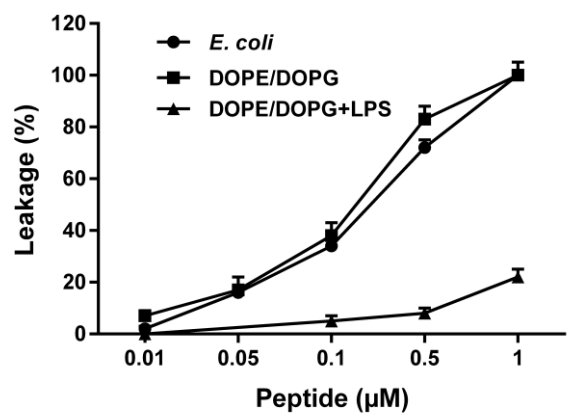 120
100
80
60
40
20
0
Leakage (%)
E. coli
DOPE/DOPG
DOPE/DOPG+LPS
0.01 0.05 0.1 0.5 1
Peptide (µM)